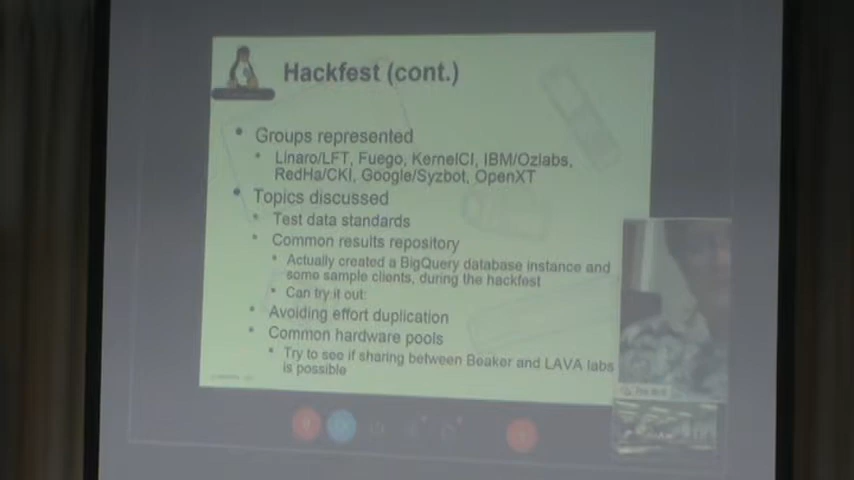 Hackfest (cont.)
Groups represented
Linaro/LFT, Fuego, KernelCI, IBM/Ozlabs,
RedHa/CKI, Google/Syzbot, OpenXT
Topics discussed
Test data standards
Common results repository
Actually created a BigQuery database instance and
some sample clients, during the hackfest
Can try it out:
Avoiding effort duplication
Common hardware pools
Try to see if sharing between Beaker and LAVA labs
is possible